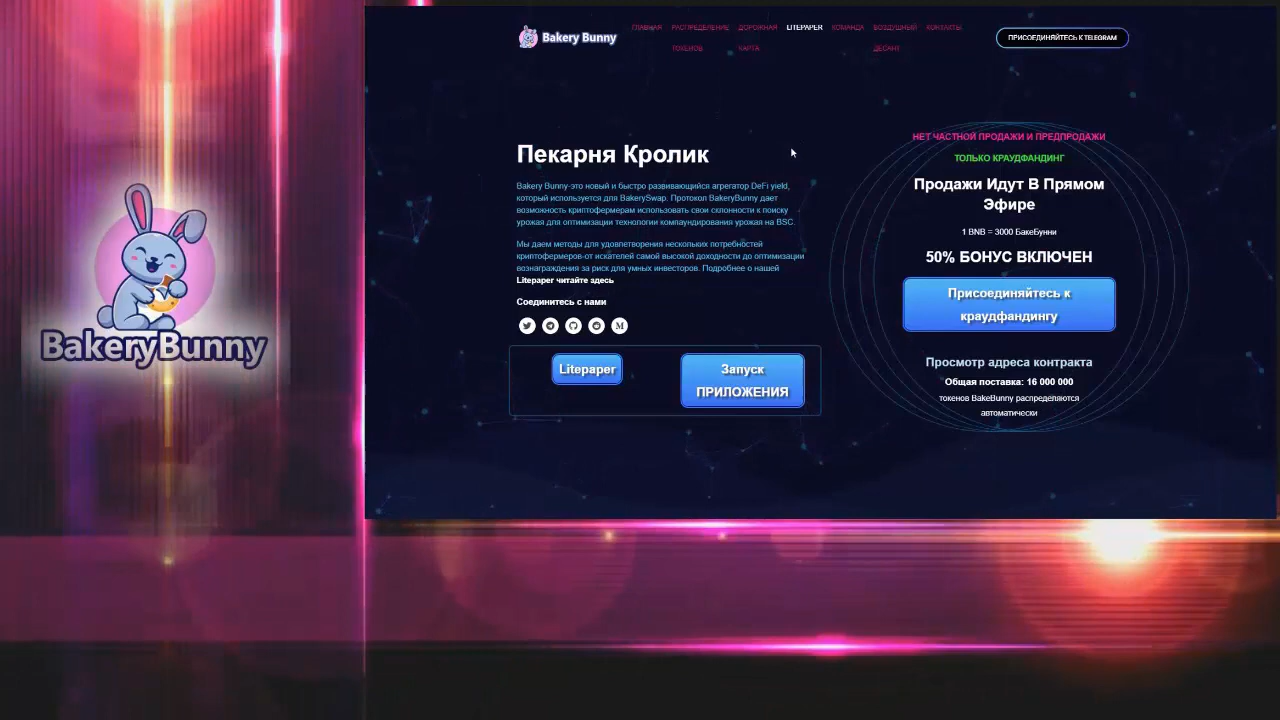 Bakery Bunny
ГЛАВНАЯ РАСПРЕДЕЛЕНИЕ ТОКЕНОВ ДОРОЖНАЯ КАРТА LITEPAPER КОМАНДА ВОЗДУШНЫЙ ДЕСАНТ КОНТАКТЫ
ПРИСОЕДИНЯЙТЕСЬ К TELEGRAM
BakeryBunny
Пекарня Кролик
Bakery Bunny-это новый и быстро развивающийся агрегатор DeFi yield,
который используется для BakerySwap. Протокол BakeryBunny дает
возможность криптофермерам использовать свои склонности к поиску
урожая для оптимизации технологии компаундирования урожая на BSC.
Мы даем методы для удовлетворения нескольких потребностей
криптофермеров-от искателей самой высокой доходности до оптимизации
вознаграждения за риск для умных инвесторов. Подробнее о нашей
Litepaper читайте здесь
Соединитесь с нами
Litepaper
Запуск
ПРИЛОЖЕНИЯ
НЕТ ЧАСТНОЙ ПРОДАЖИ И ПРЕДПРОДАЖИ
ТОЛЬКО КРАУДФАНДИНГ
Продажи Идут В Прямом
Эфире
1 BNB = 3000 БакеБунни
50% БОНУС ВКЛЮЧЕН
Присоединяйтесь к
краудфандингу
Просмотр адреса контракта
Общая поставка: 16 000 000
токенов BakeBunny распределяются
автоматически